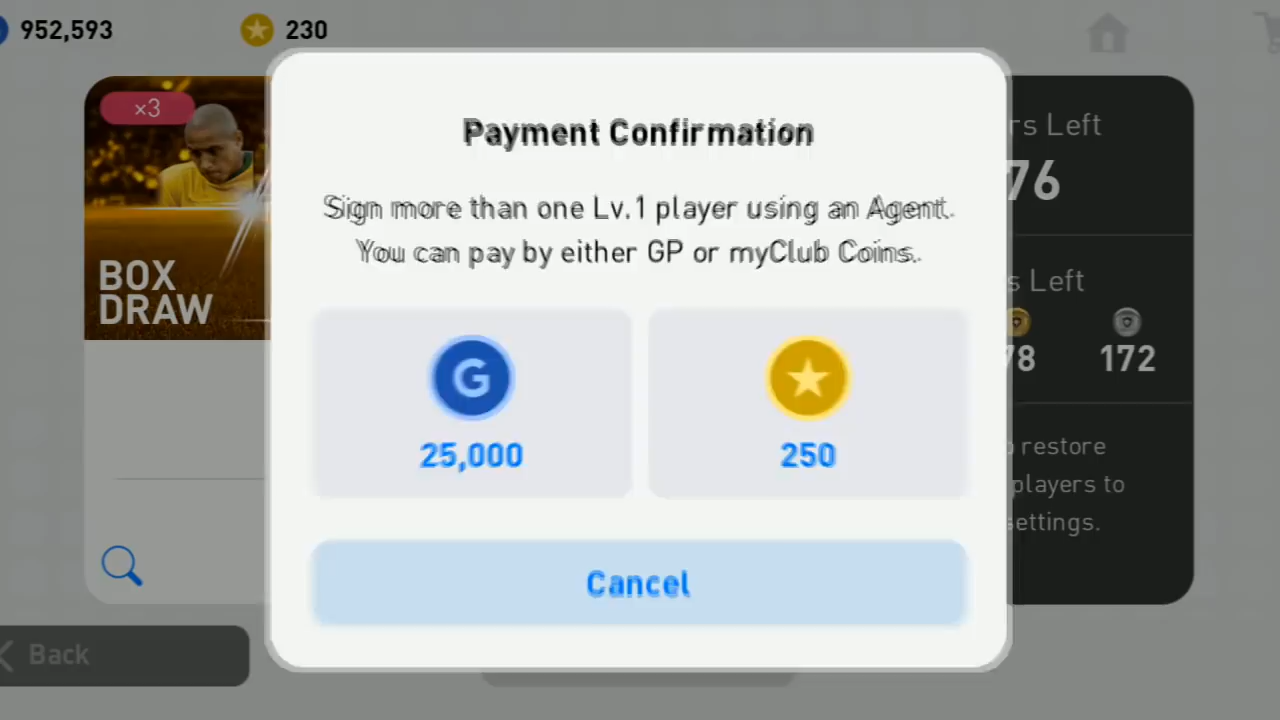 952,593
230
×3
BOX
DRAW
Payment Confirmation
Sign more than one Lv.1 player using an Agent.
You can pay by either GP or myClub Coins.
G
25,000
250
Cancel
Left
76
Left
78
172
restore
players to
settings.
Back